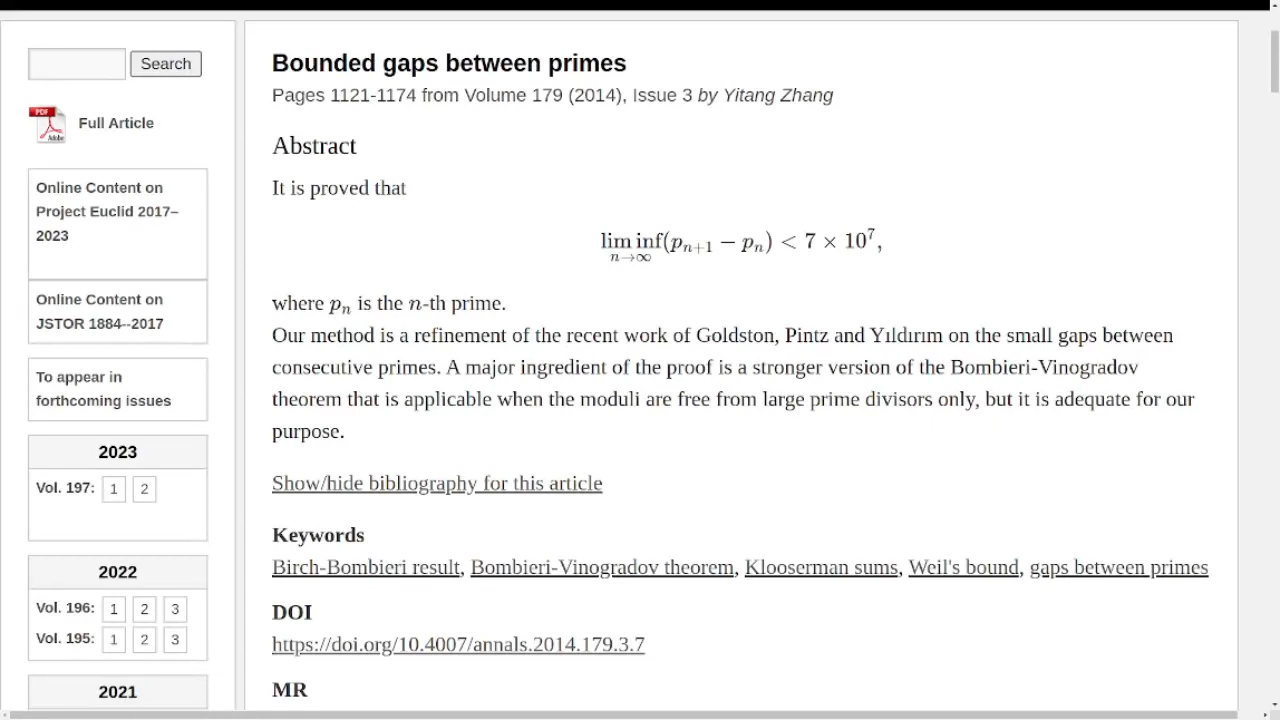 Search
PDF
Adobe
Full Article
Online Content on
Project Euclid 2017–
2023
Online Content on
JSTOR 1884--2017
To appear in
forthcoming issues
2023
Vol. 197: 1 2
2022
Vol. 196: 1 2 3
Vol. 195: 1 2 3
2021
Bounded gaps between primes
Pages 1121-1174 from Volume 179 (2014), Issue 3 by Yitang Zhang
Abstract
It is proved that
lim inf(pₙ₊₁ − pₙ) < 7 × 10⁷,
n→∞
where pₙ is the n-th prime.
Our method is a refinement of the recent work of Goldston, Pintz and Yıldırım on the small gaps between
consecutive primes. A major ingredient of the proof is a stronger version of the Bombieri-Vinogradov
theorem that is applicable when the moduli are free from large prime divisors only, but it is adequate for our
purpose.
Show/hide bibliography for this article
Keywords
Birch-Bombieri result, Bombieri-Vinogradov theorem, Klooserman sums, Weil's bound, gaps between primes
DOI
https://doi.org/10.4007/annals.2014.179.3.7
MR